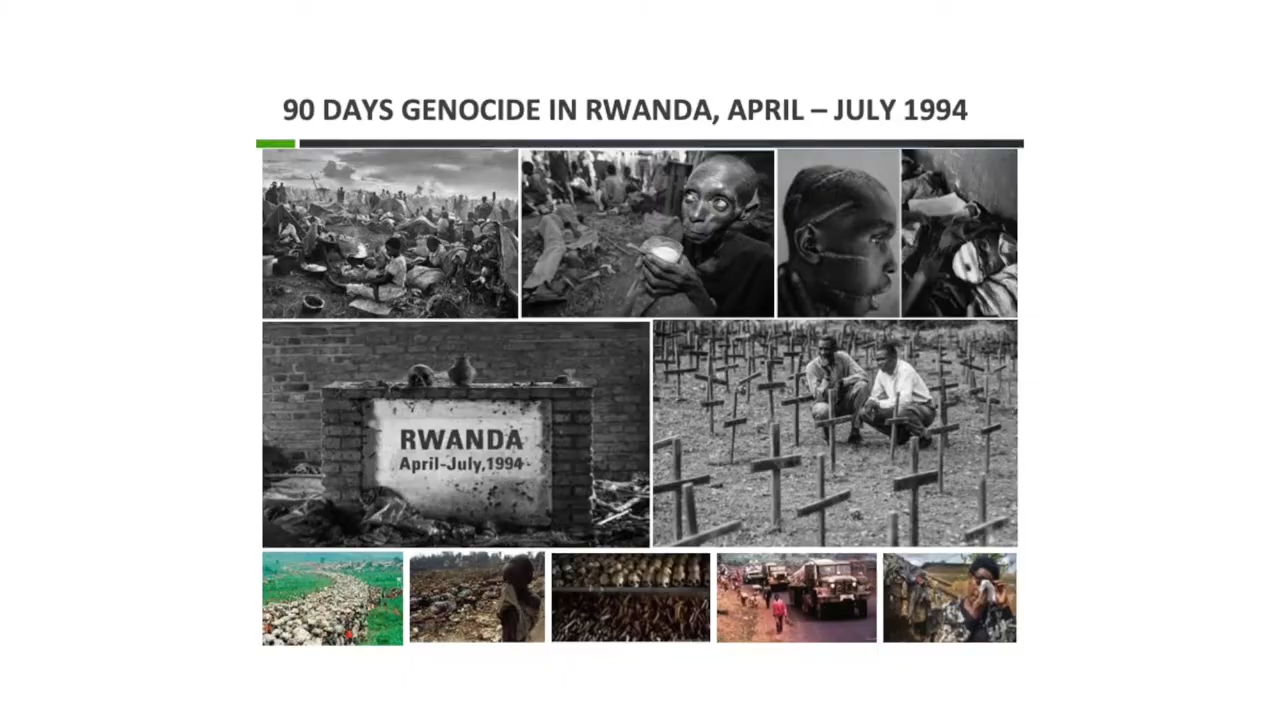 90 DAYS GENOCIDE IN RWANDA, APRIL – JULY 1994
RWANDA
April-July,1994